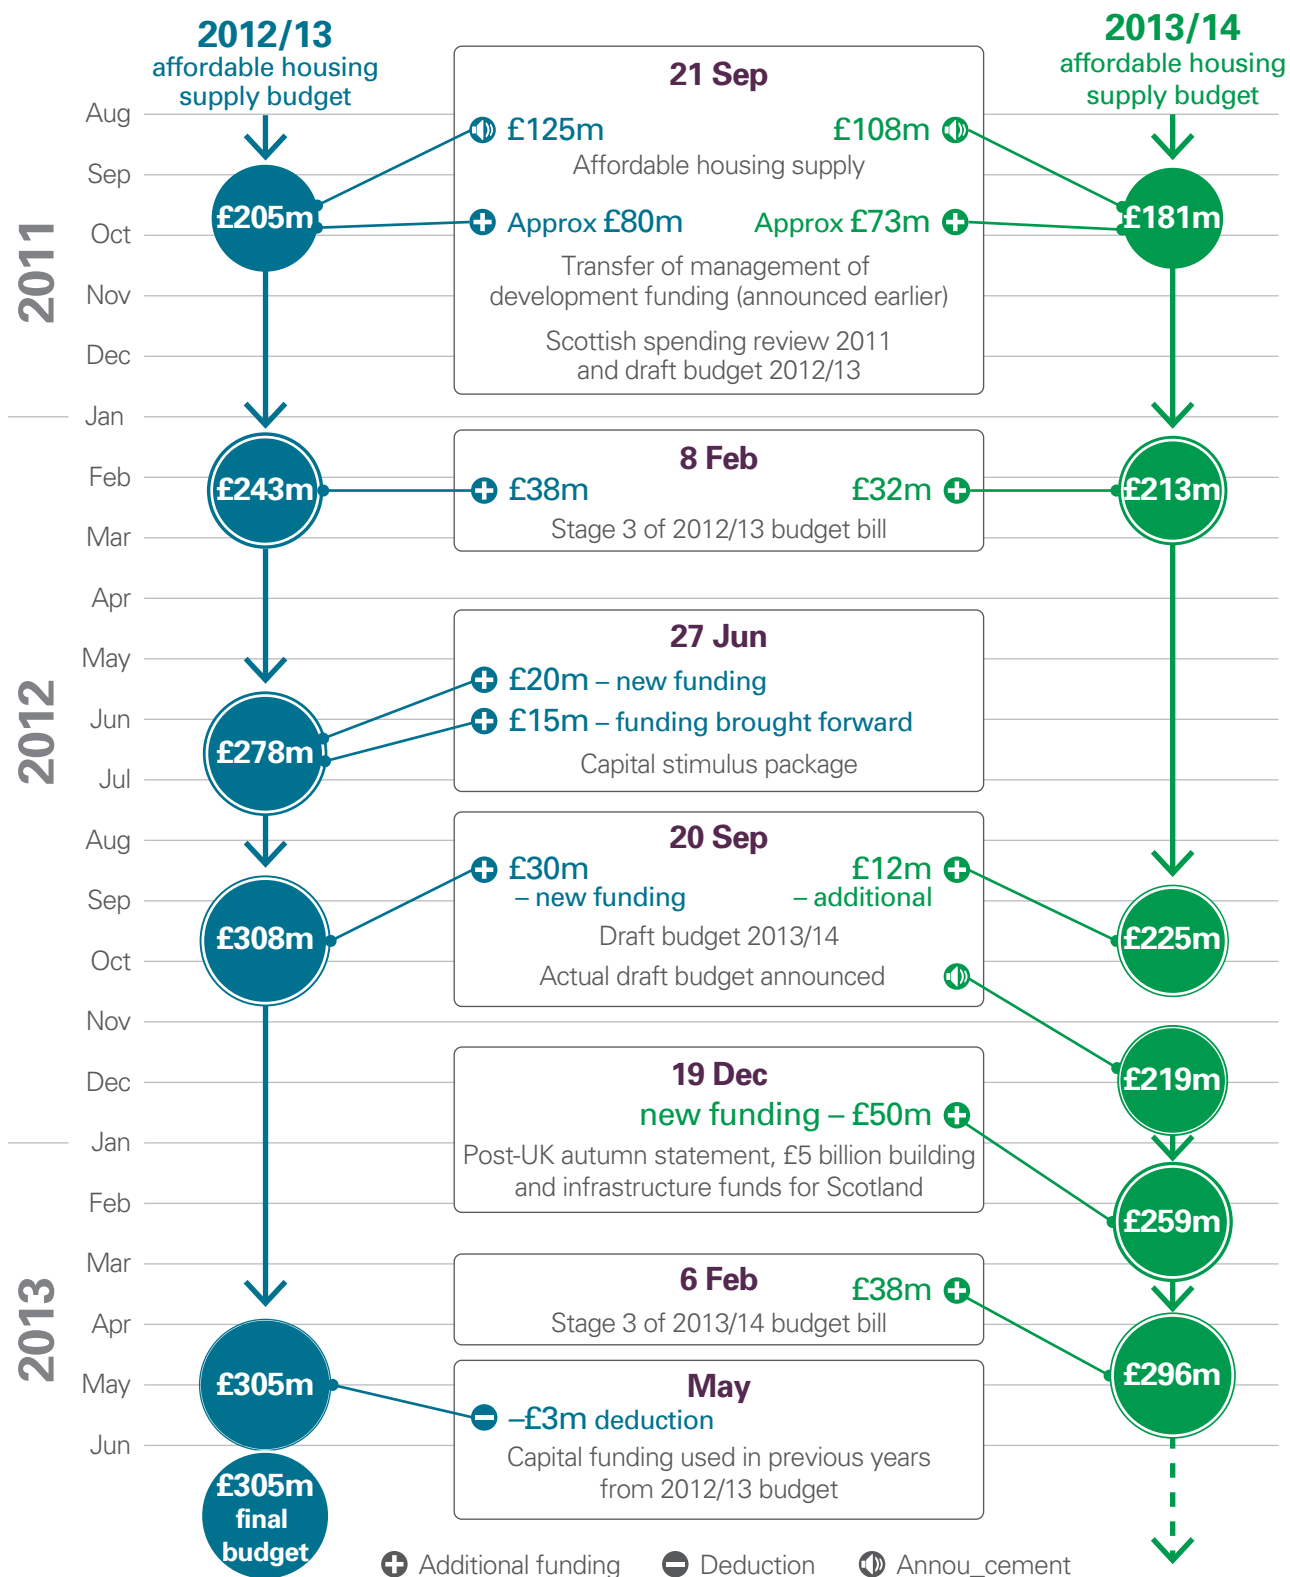 2012/13
affordable housing
supply budget
2013/14
affordable housing
supply budget
2011
2012
2013
Aug
Sep
Oct
Nov
Dec
Jan
Feb
Mar
Apr
May
Jun
Jul
Aug
Sep
Oct
Nov
Dec
Jan
Feb
Mar
Apr
May
Jun
21 Sep
£125m
£108m
Affordable housing supply
Approx £80m
Approx £73m
Transfer of management of
development funding (announced earlier)
Scottish spending review 2011
and draft budget 2012/13
£205m
£181m
8 Feb
£38m
£32m
Stage 3 of 2012/13 budget bill
£243m
£213m
27 Jun
£20m – new funding
£15m – funding brought forward
Capital stimulus package
£278m
20 Sep
£30m
– new funding
£12m
– additional
Draft budget 2013/14
Actual draft budget announced
£308m
£225m
£219m
19 Dec
new funding – £50m
Post-UK autumn statement, £5 billion building
and infrastructure funds for Scotland
£259m
6 Feb
£38m
Stage 3 of 2013/14 budget bill
£296m
May
–£3m deduction
Capital funding used in previous years
from 2012/13 budget
£305m
£305m
final
budget
Additional funding
Deduction
Annou_cement